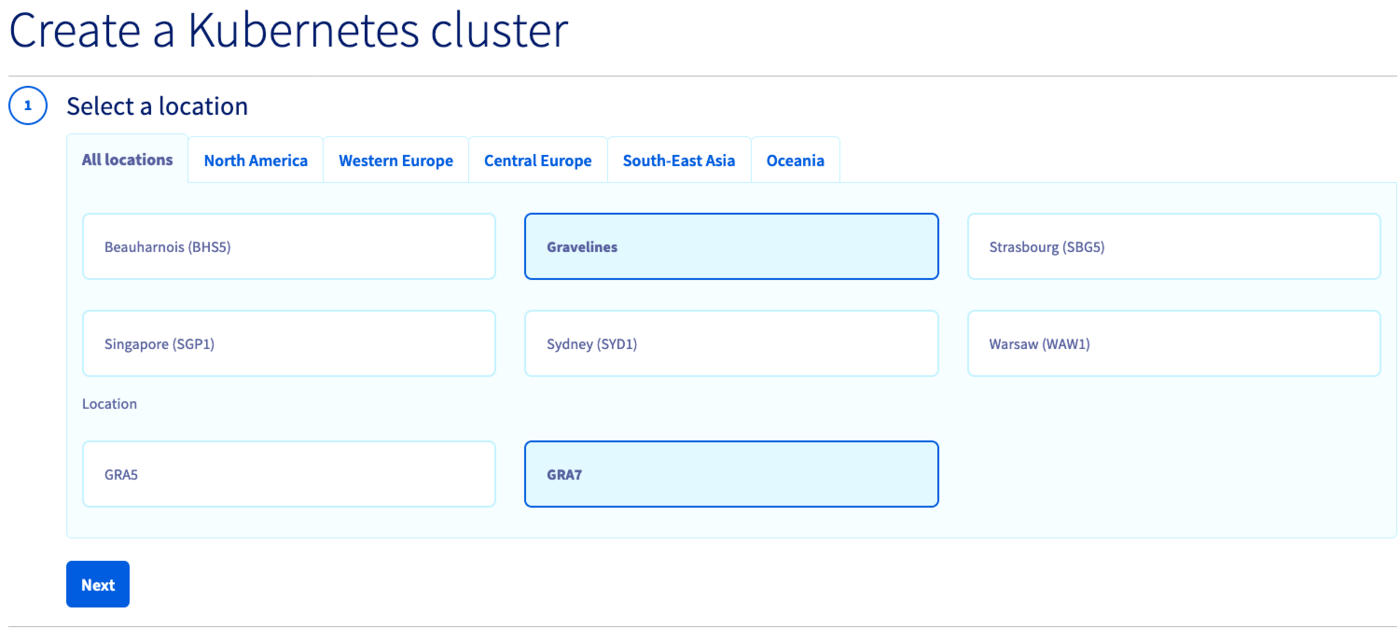 Create a Kubernetes cluster
1 Select a location
All locations North America Western Europe Central Europe South-East Asia Oceania
Beauharnois (BHS5) Gravelines Strasbourg (SBG5)
Singapore (SGP1) Sydney (SYD1) Warsaw (WAW1)
Location
GRA5 GRA7
Next